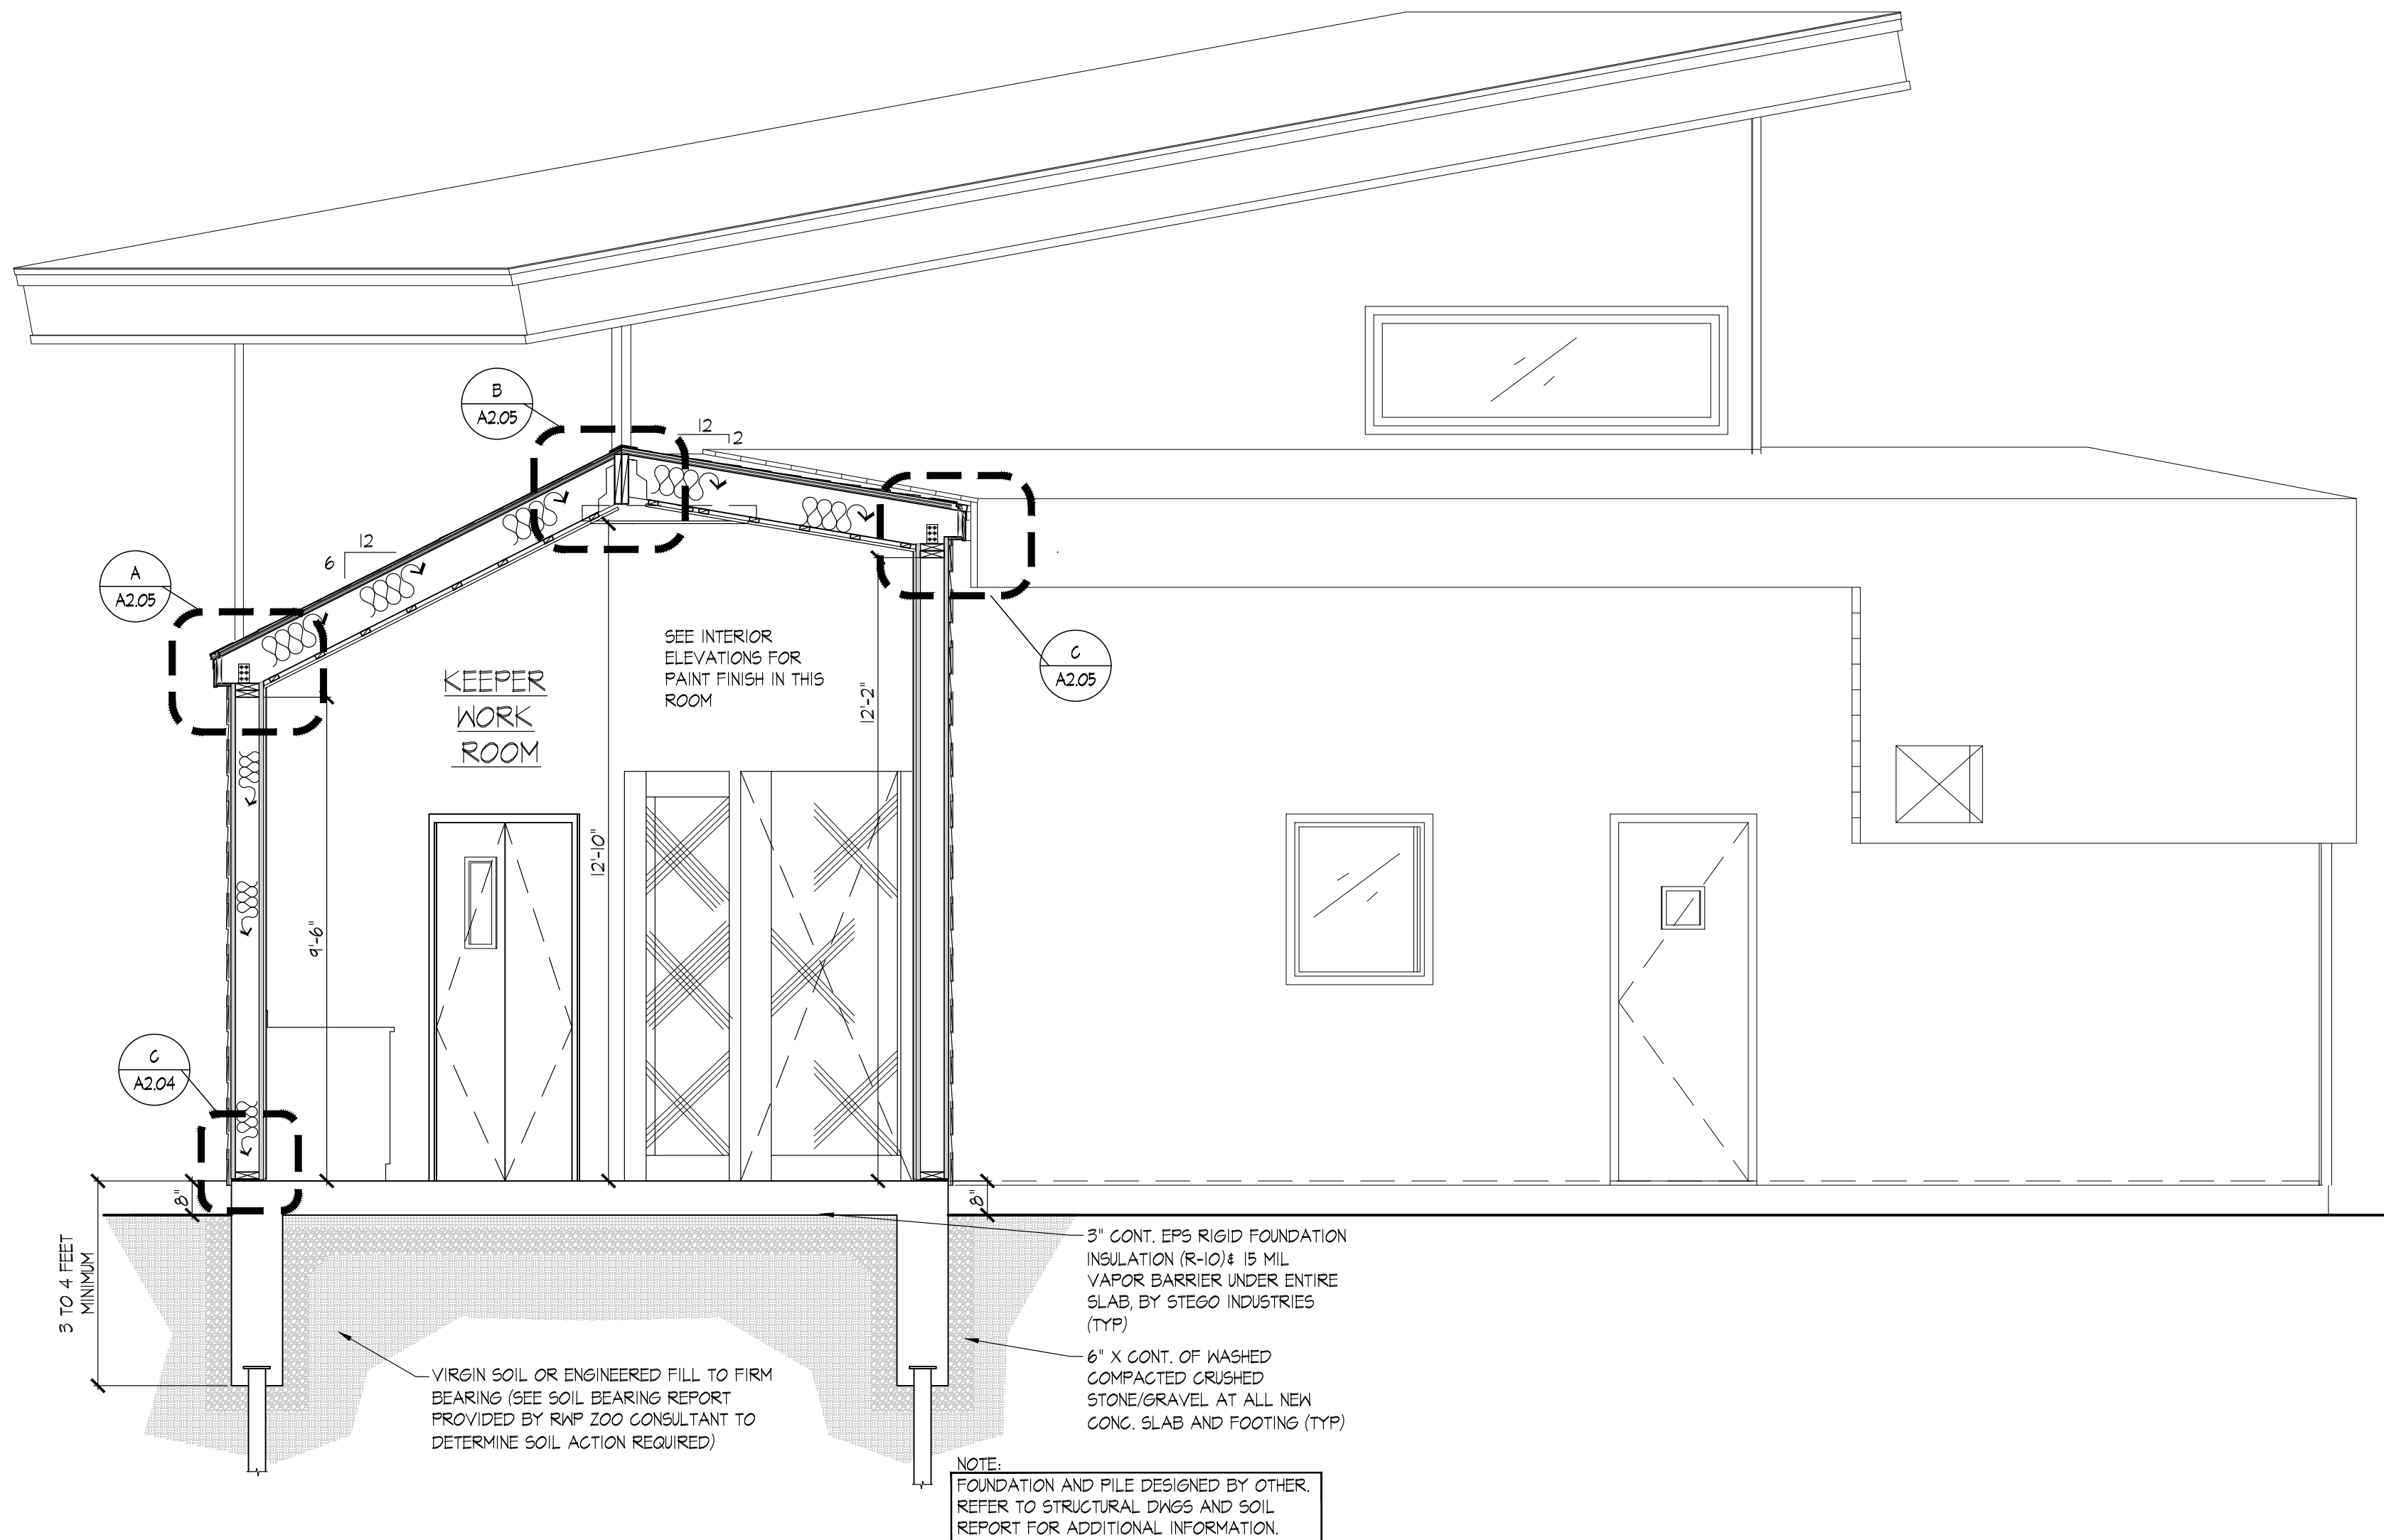 B
A2.05
12
2
12
6
A
A2.05
C
A2.05
SEE INTERIOR
ELEVATIONS FOR
PAINT FINISH IN THIS
ROOM
KEEPER
WORK
ROOM
12'-2"
12'-10"
9'-6"
C
A2.04
8"
8"
3 TO 4 FEET
MINIMUM
3" CONT. EPS RIGID FOUNDATION
INSULATION (R-10)& 15 MIL
VAPOR BARRIER UNDER ENTIRE
SLAB, BY STEGO INDUSTRIES
(TYP)
6" X CONT. OF WASHED
COMPACTED CRUSHED
STONE/GRAVEL AT ALL NEW
CONC. SLAB AND FOOTING (TYP)
VIRGIN SOIL OR ENGINEERED FILL TO FIRM
BEARING (SEE SOIL BEARING REPORT
PROVIDED BY RWP ZOO CONSULTANT TO
DETERMINE SOIL ACTION REQUIRED)
NOTE:
FOUNDATION AND PILE DESIGNED BY OTHER.
REFER TO STRUCTURAL DWGS AND SOIL
REPORT FOR ADDITIONAL INFORMATION.